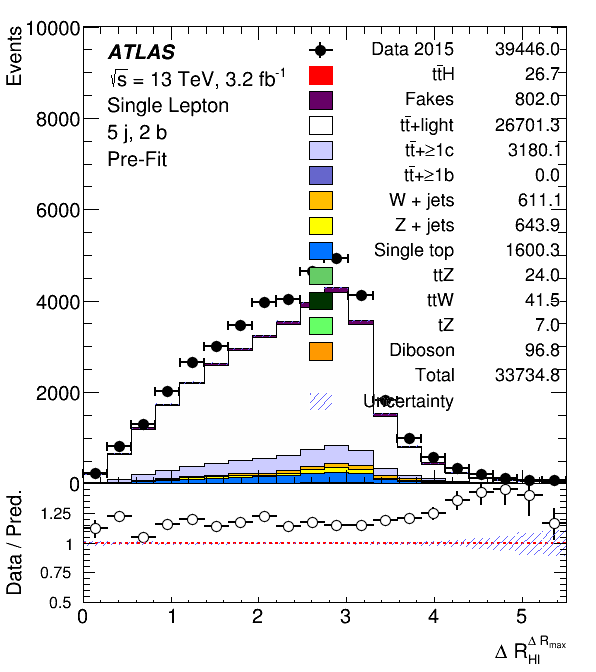 10000
8000
6000
4000
2000
0
Events
ATLAS
√s = 13 TeV, 3.2 fb-1
Single Lepton
5 j, 2 b
Pre-Fit
Data 2015 39446.0
tt̄H 26.7
Fakes 802.0
tt̄+light 26701.3
tt̄+≥1c 3180.1
tt̄+≥1b 0.0
W + jets 611.1
Z + jets 643.9
Single top 1600.3
ttZ 24.0
ttW 41.5
tZ 7.0
Diboson 96.8
Total 33734.8
Uncertainty
Data / Pred.
1.25
1
0.75
0.5
0 1 2 3 4 5
Δ R_HI^Δ R_max